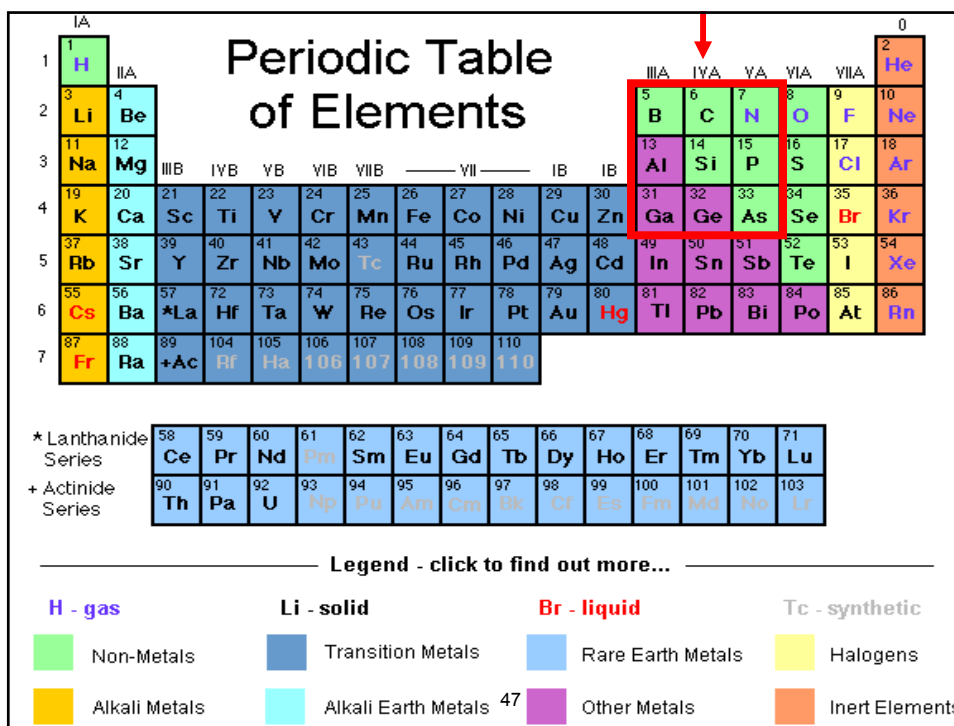 IA 0
1 1 H Periodic Table 2 He
IIA IIIA IVA VA VIA VIIA
2 3 Li 4 Be of Elements 5 B 6 C 7 N 8 O 9 F 10 Ne
3 11 Na 12 Mg IIIB IVB VB VIB VIIB VII IB IB 13 Al 14 Si 15 P 16 S 17 Cl 18 Ar
4 19 K 20 Ca 21 Sc 22 Ti 23 V 24 Cr 25 Mn 26 Fe 27 Co 28 Ni 29 Cu 30 Zn 31 Ga 32 Ge 33 As 34 Se 35 Br 36 Kr
5 37 Rb 38 Sr 39 Y 40 Zr 41 Nb 42 Mo 43 Tc 44 Ru 45 Rh 46 Pd 47 Ag 48 Cd 49 In 50 Sn 51 Sb 52 Te 53 I 54 Xe
6 55 Cs 56 Ba 57 *La 72 Hf 73 Ta 74 W 75 Re 76 Os 77 Ir 78 Pt 79 Au 80 Hg 81 Tl 82 Pb 83 Bi 84 Po 85 At 86 Rn
7 87 Fr 88 Ra 89 +Ac 104 Rf 105 Ha 106 106 107 107 108 108 109 109 110 110
* Lanthanide Series 58 Ce 59 Pr 60 Nd 61 Pm 62 Sm 63 Eu 64 Gd 65 Tb 66 Dy 67 Ho 68 Er 69 Tm 70 Yb 71 Lu
+ Actinide Series 90 Th 91 Pa 92 U 93 Np 94 Pu 95 Am 96 Cm 97 Bk 98 Cf 99 Es 100 Fm 101 Md 102 No 103 Lr
Legend - click to find out more...
H - gas Li - solid Br - liquid Tc - synthetic
Non-Metals Transition Metals Rare Earth Metals Halogens
Alkali Metals Alkali Earth Metals 47 Other Metals Inert Elements